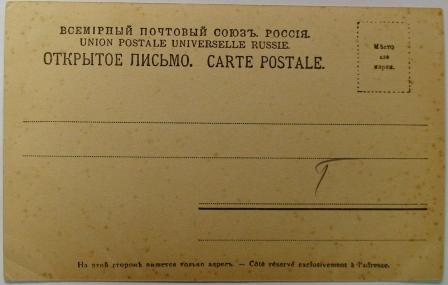 ВСЕМІРНЫЙ ПОЧТОВЫЙ СОЮЗЪ. РОССІЯ.
UNION POSTALE UNIVERSELLE RUSSIE.
ОТКРЫТОЕ ПИСЬМО. CARTE POSTALE.
Мѣсто
для
марки.
На этой сторонѣ пишется только адресъ. — Côté réservé exclusivement à l'adresse.